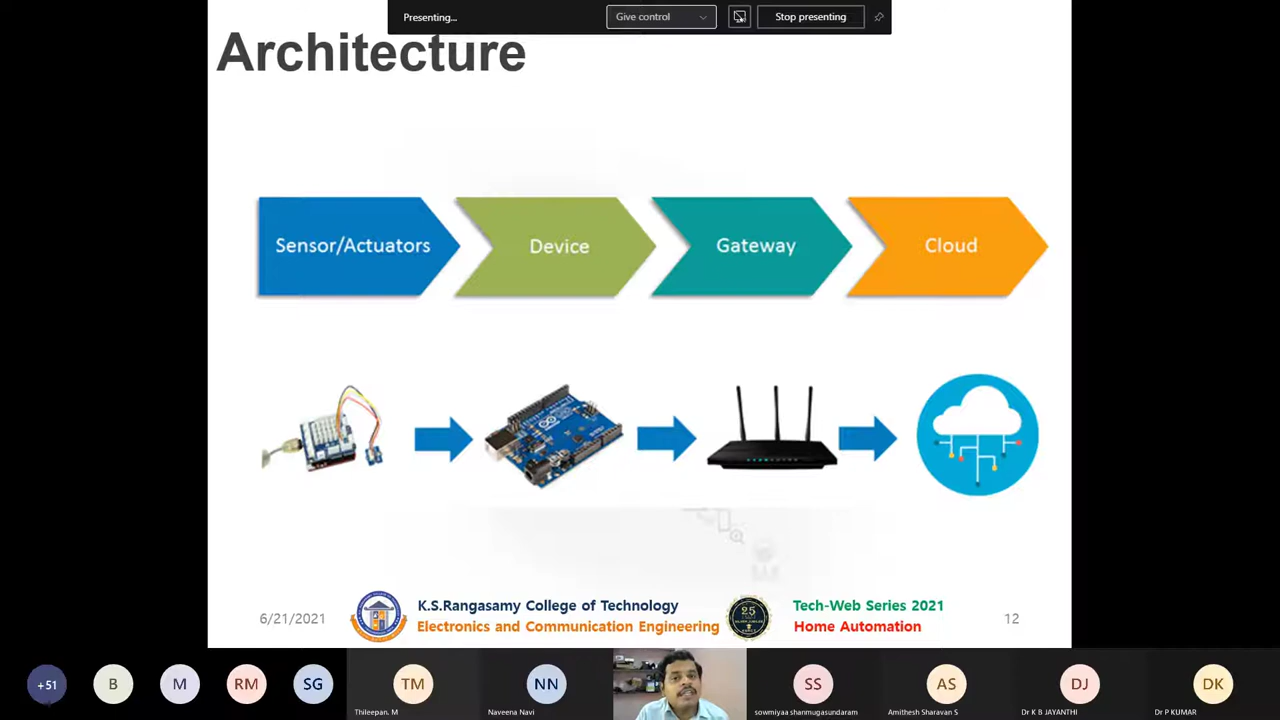 Presenting...
Give control
Stop presenting
Architecture
Sensor/Actuators
Device
Gateway
Cloud
6/21/2021
K.S.Rangasamy College of Technology
Electronics and Communication Engineering
25
Tech-Web Series 2021
Home Automation
12
+51
B
M
RM
SG
TM
Thileepan. M
NN
Naveena Navi
SS
sowmiyaa shanmugasundaram
AS
Amithesh Sharavan S
DJ
Dr K B JAYANTHI
DK
Dr P KUMAR